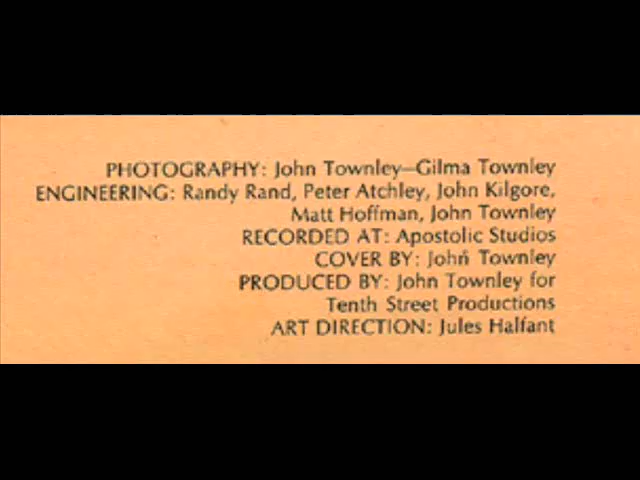 PHOTOGRAPHY: John Townley—Gilma Townley
ENGINEERING: Randy Rand, Peter Atchley, John Kilgore,
Matt Hoffman, John Townley
RECORDED AT: Apostolic Studios
COVER BY: John Townley
PRODUCED BY: John Townley for
Tenth Street Productions
ART DIRECTION: Jules Halfant